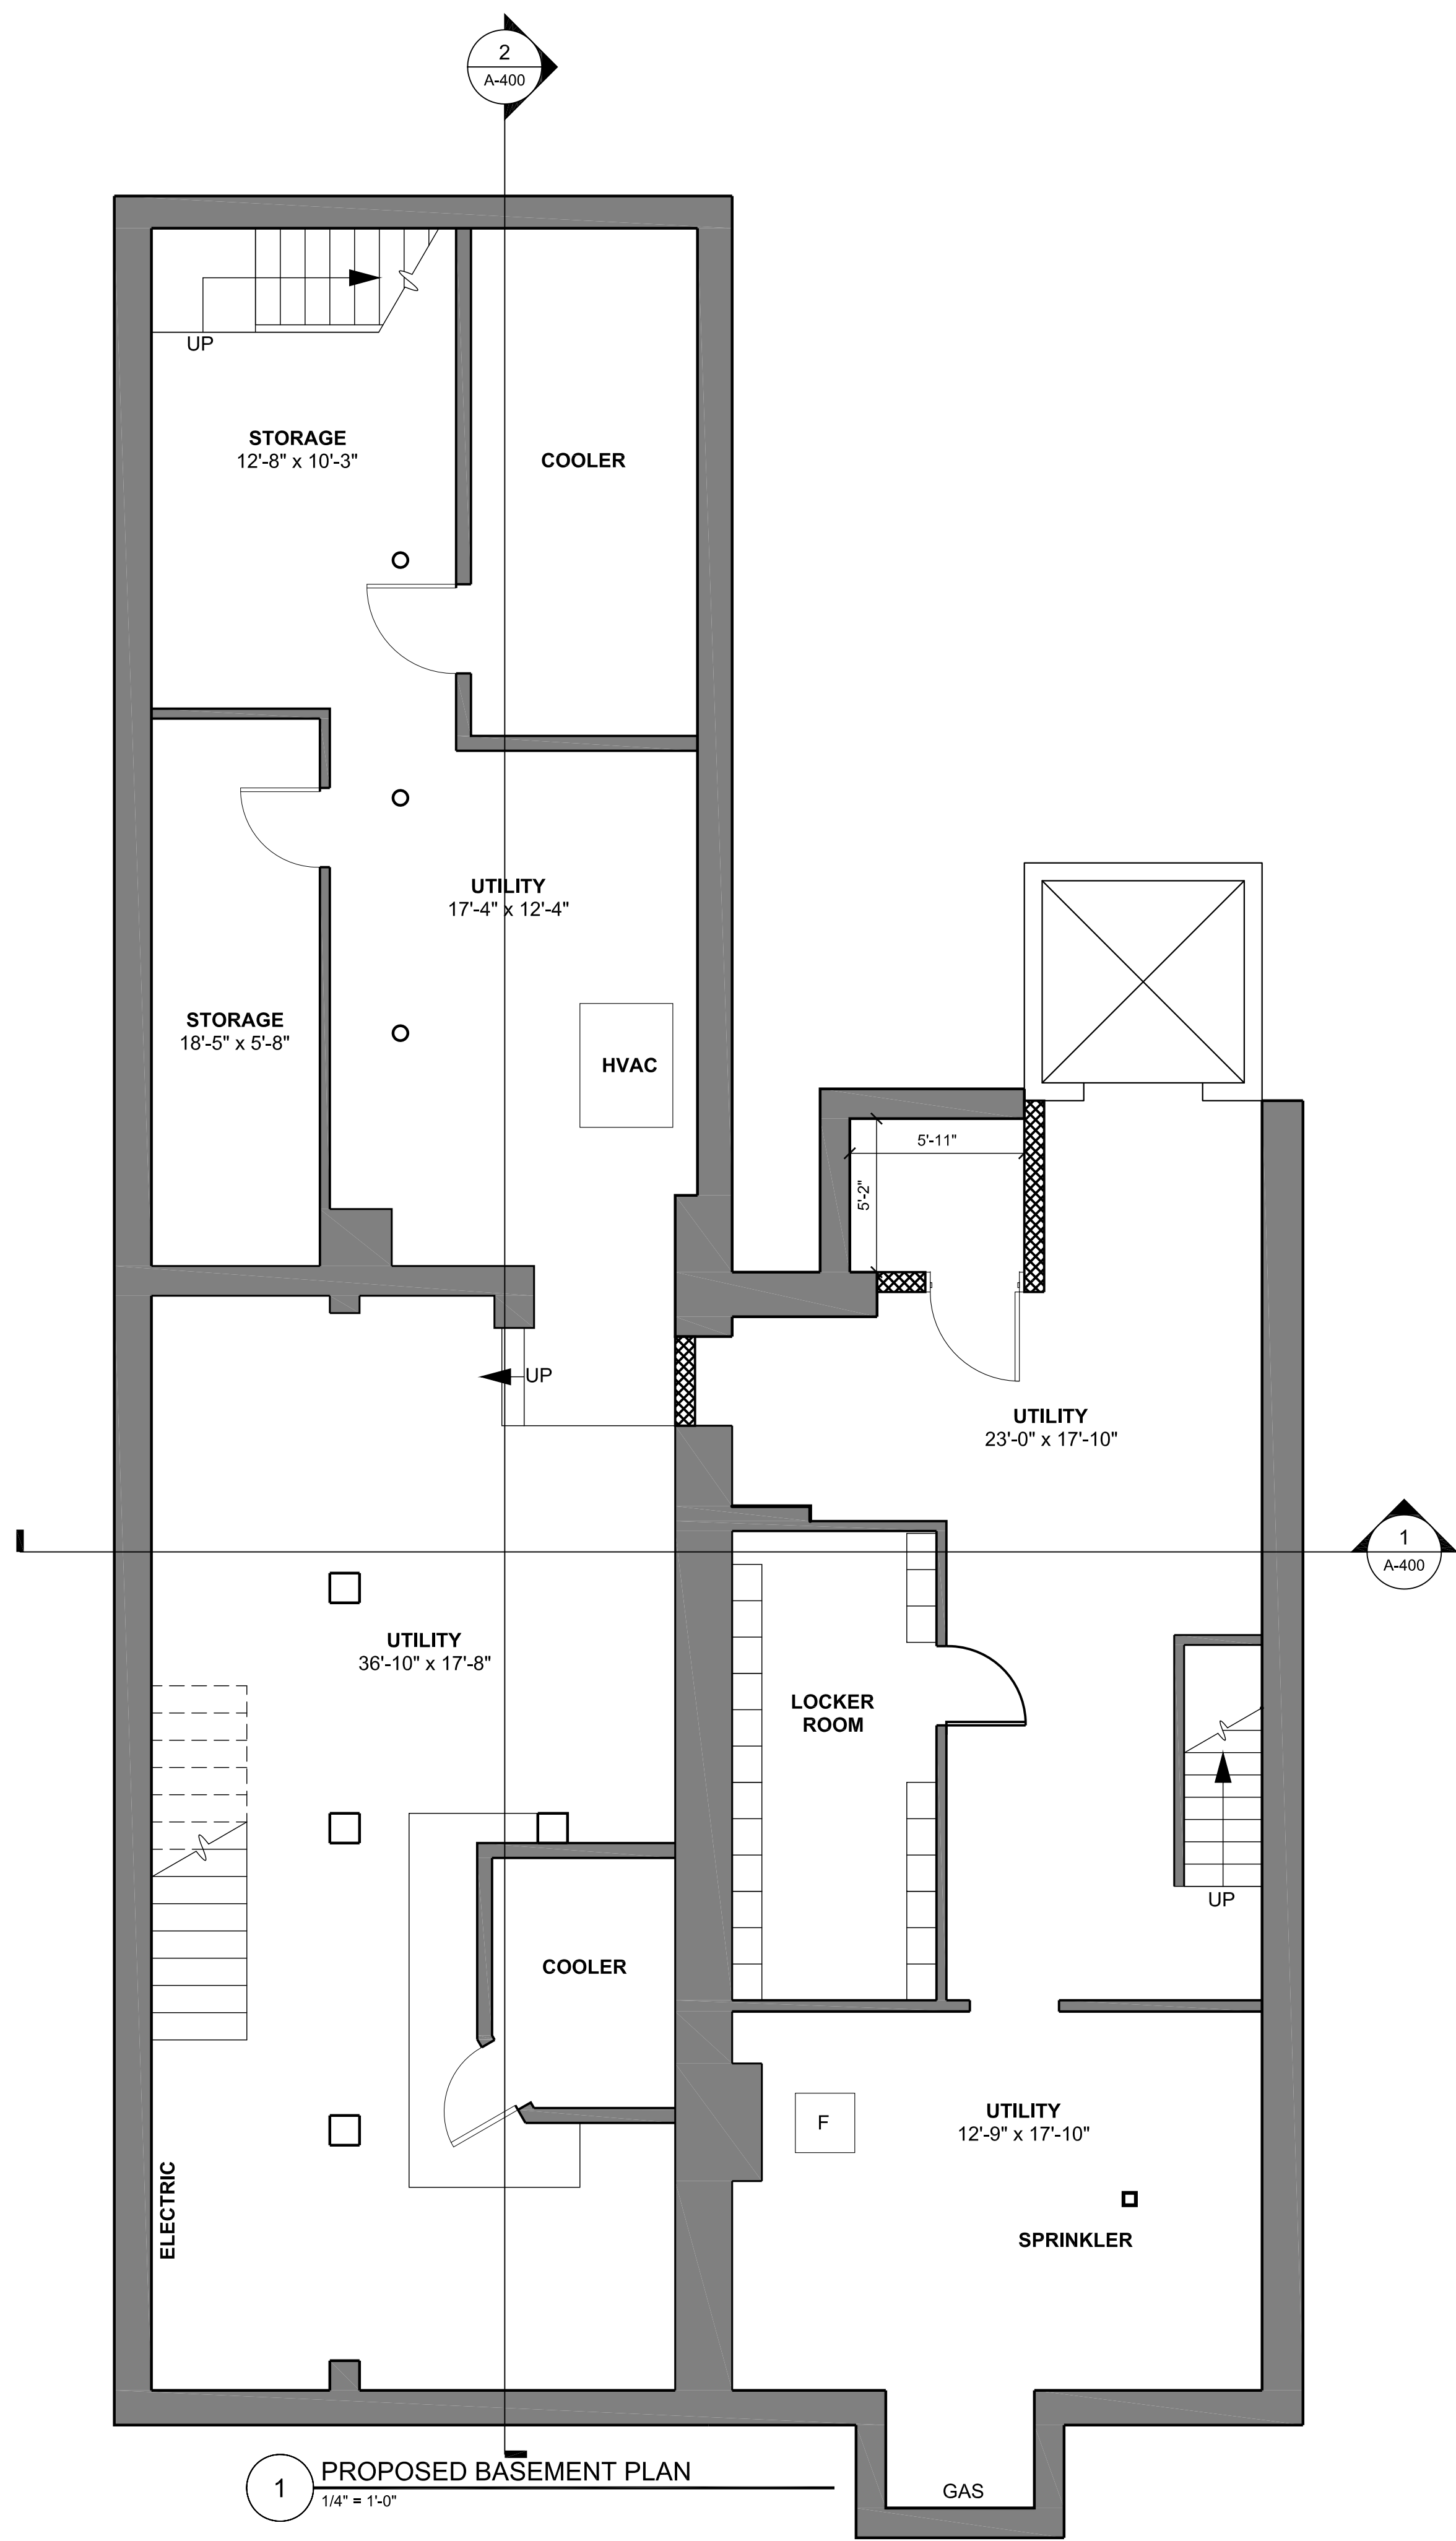 2
A-400
UP
STORAGE
12'-8" x 10'-3"
COOLER
UTILITY
17'-4" x 12'-4"
STORAGE
18'-5" x 5'-8"
HVAC
5'-11"
5'-2"
UP
UTILITY
23'-0" x 17'-10"
1
A-400
UTILITY
36'-10" x 17'-8"
LOCKER
ROOM
UP
COOLER
UTILITY
12'-9" x 17'-10"
F
ELECTRIC
SPRINKLER
1
PROPOSED BASEMENT PLAN
1/4" = 1'-0"
GAS